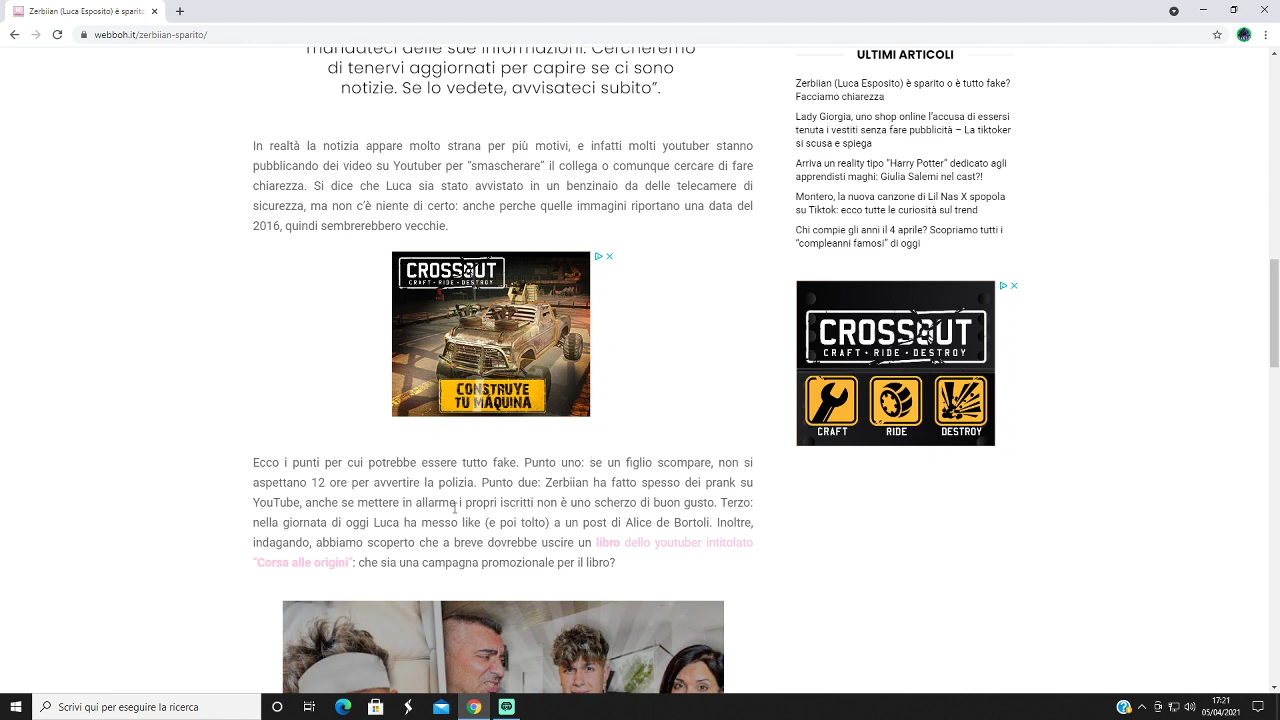 Zerbiian (Luca Esposito) è sparito
webboh.it/zerbiian-sparito/
mandateci delle sue informazioni. Cercheremo
di tenervi aggiornati per capire se ci sono
notizie. Se lo vedete, avvisateci subito”.
In realtà la notizia appare molto strana per più motivi, e infatti molti youtuber stanno
pubblicando dei video su Youtuber per “smascherare” il collega o comunque cercare di fare
chiarezza. Si dice che Luca sia stato avvistato in un benzinaio da delle telecamere di
sicurezza, ma non c’è niente di certo: anche perche quelle immagini riportano una data del
2016, quindi sembrerebbero vecchie.
CROSSOUT
CRAFT • RIDE • DESTROY
CONSTRUYE
TU MÁQUINA
Ecco i punti per cui potrebbe essere tutto fake. Punto uno: se un figlio scompare, non si
aspettano 12 ore per avvertire la polizia. Punto due: Zerbiian ha fatto spesso dei prank su
YouTube, anche se mettere in allarme i propri iscritti non è uno scherzo di buon gusto. Terzo:
nella giornata di oggi Luca ha messo like (e poi tolto) a un post di Alice de Bortoli. Inoltre,
indagando, abbiamo scoperto che a breve dovrebbe uscire un libro dello youtuber intitolato
“Corsa alle origini”: che sia una campagna promozionale per il libro?
ULTIMI ARTICOLI
Zerbiian (Luca Esposito) è sparito o è tutto fake?
Facciamo chiarezza
Lady Giorgia, uno shop online l’accusa di essersi
tenuta i vestiti senza fare pubblicità – La tiktoker
si scusa e spiega
Arriva un reality tipo “Harry Potter” dedicato agli
apprendisti maghi: Giulia Salemi nel cast?!
Montero, la nuova canzone di Lil Nas X spopola
su Tiktok: ecco tutte le curiosità sul trend
Chi compie gli anni il 4 aprile? Scopriamo tutti i
“compleanni famosi” di oggi
CROSSOUT
CRAFT • RIDE • DESTROY
CRAFT RIDE DESTROY
Scrivi qui per eseguire la ricerca
17:21
05/04/2021